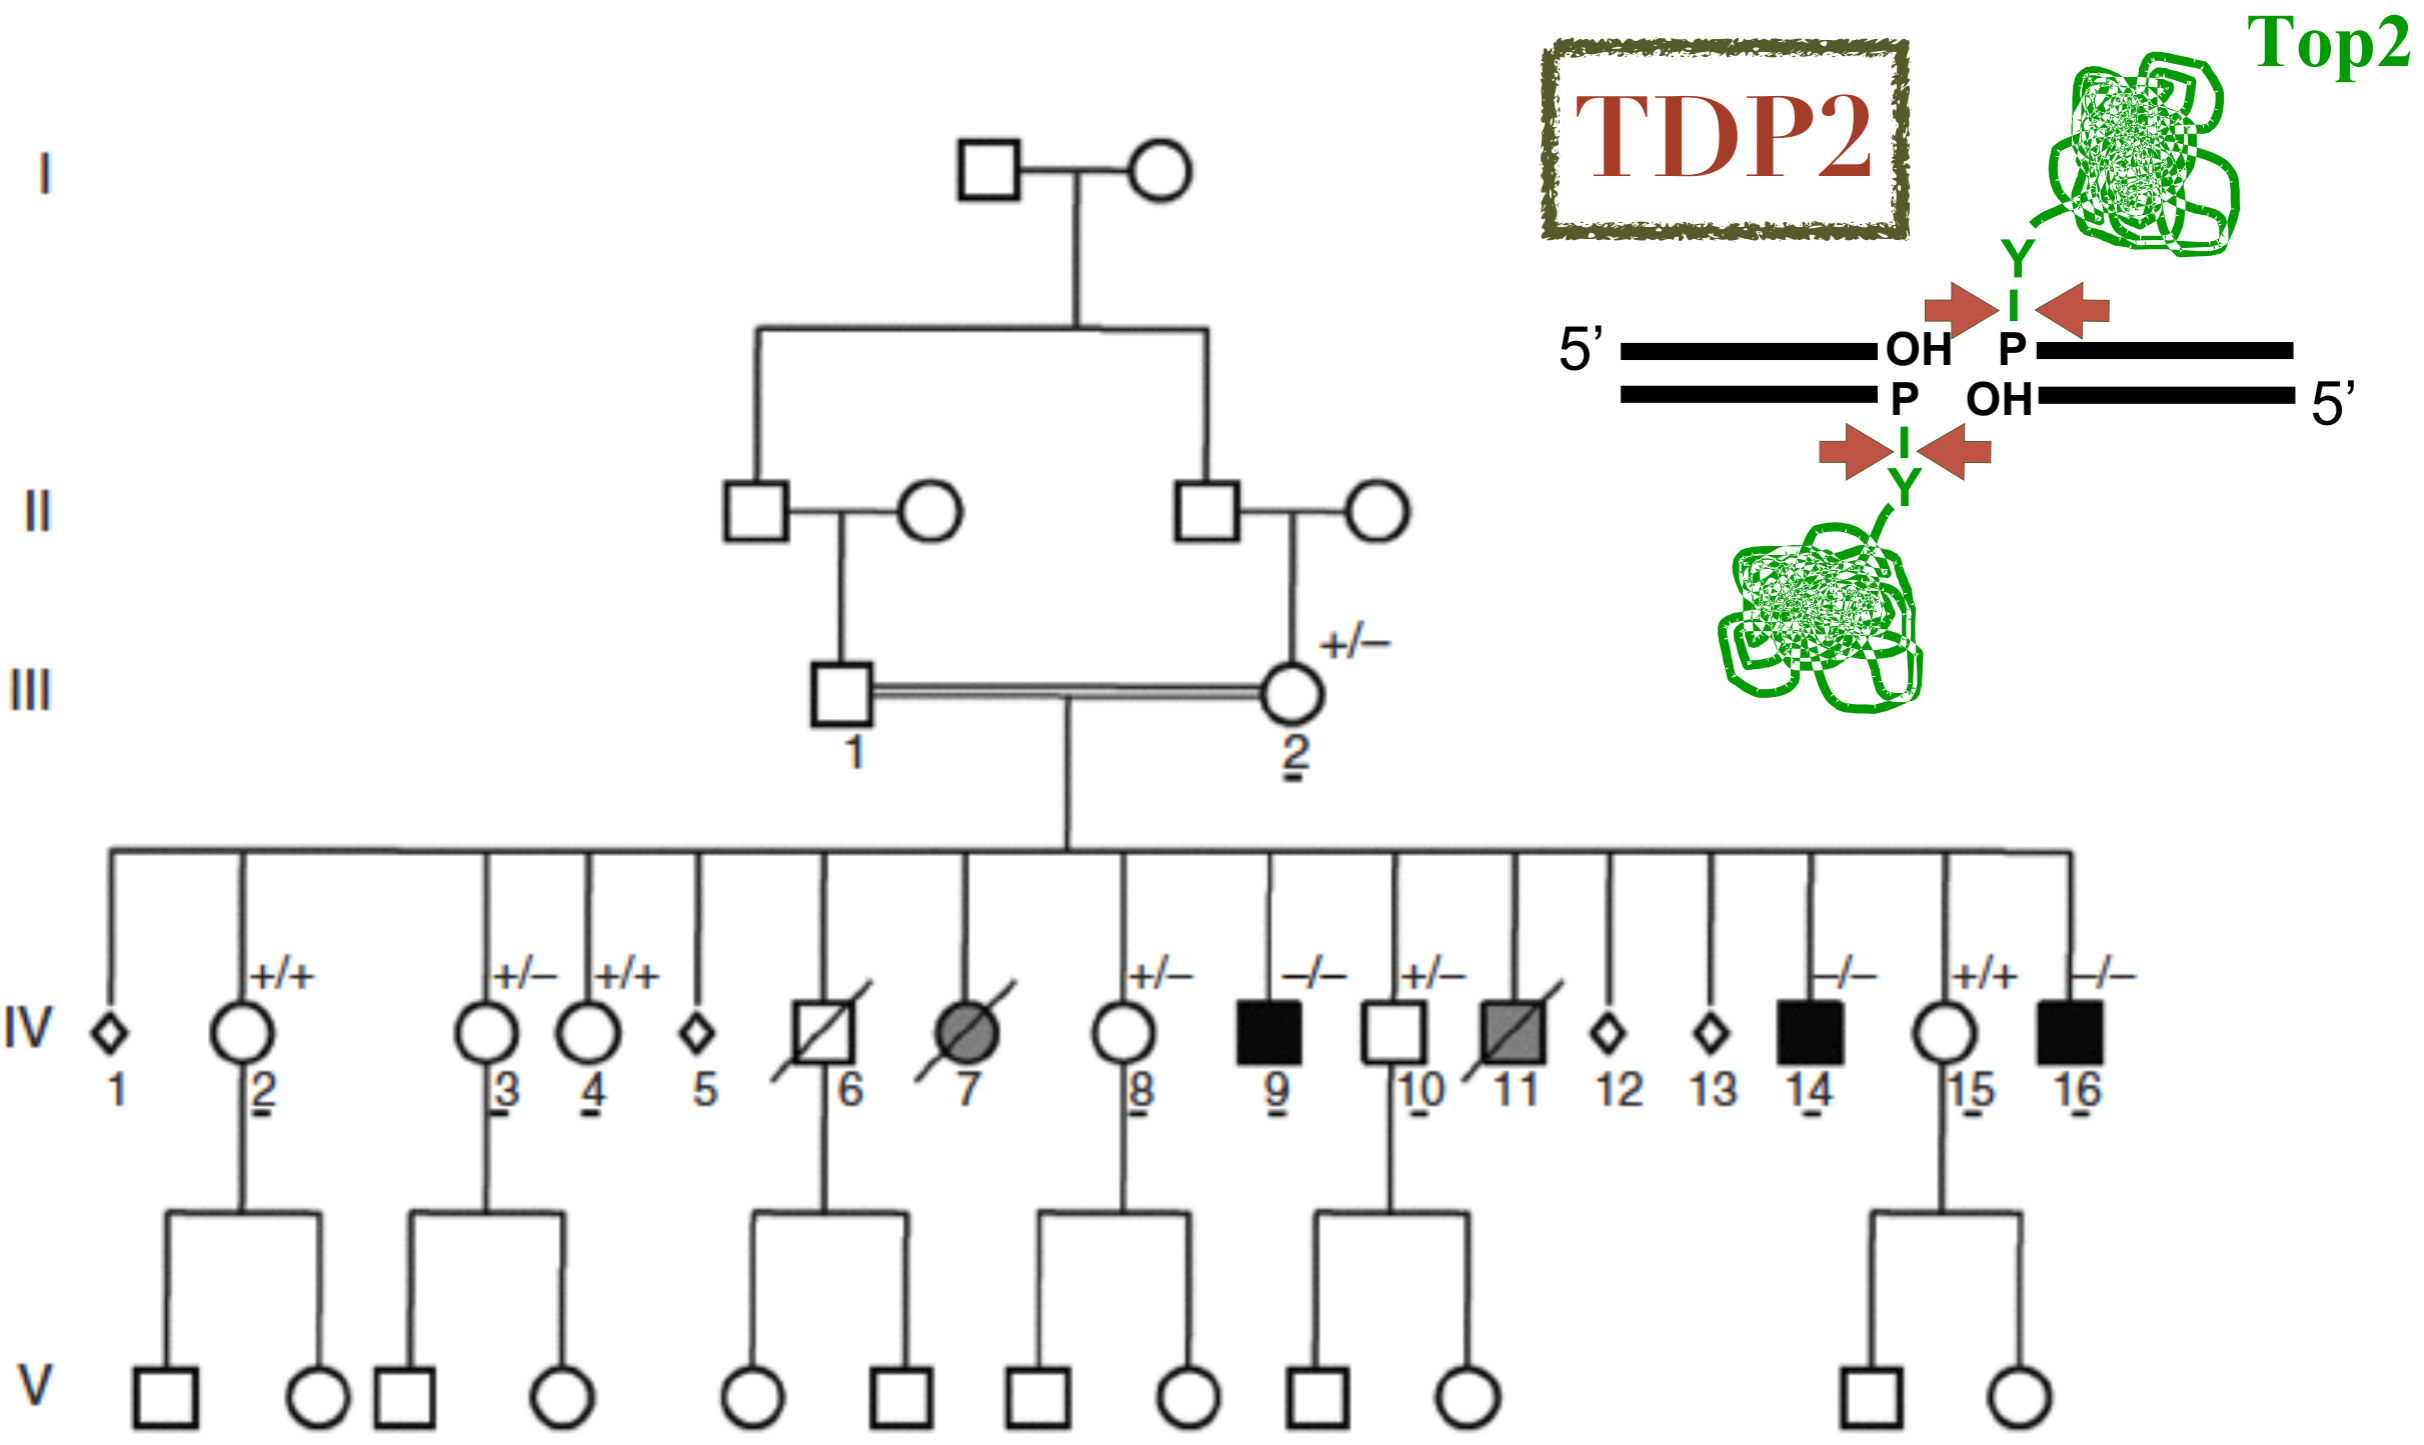 Top2
TDP2
I
Y
I
5’ OH P
P OH 5’
I
Y
II
+/–
III
1 2
+/+ +/– +/+ +/– –/– +/– –/– +/+ –/–
IV
1 2 3 4 5 6 7 8 9 10 11 12 13 14 15 16
V